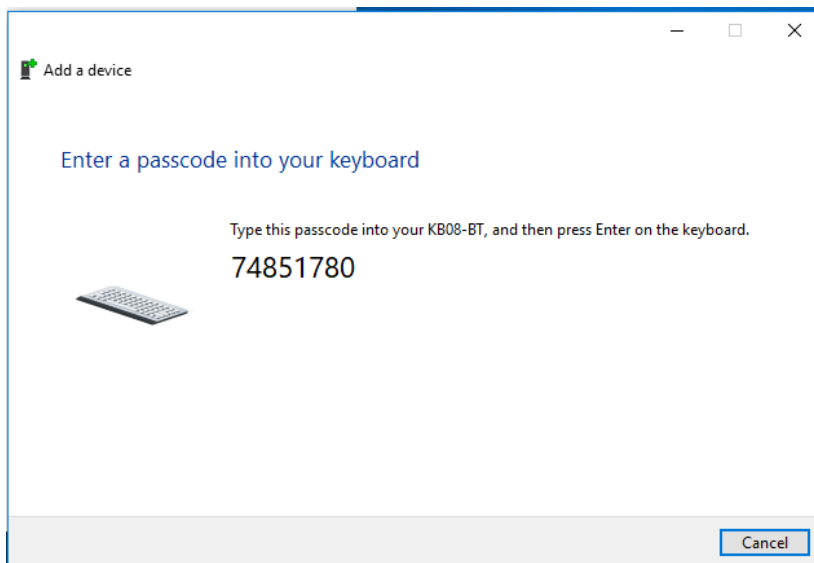 Add a device
Enter a passcode into your keyboard
Type this passcode into your KB08-BT, and then press Enter on the keyboard.
74851780
Cancel